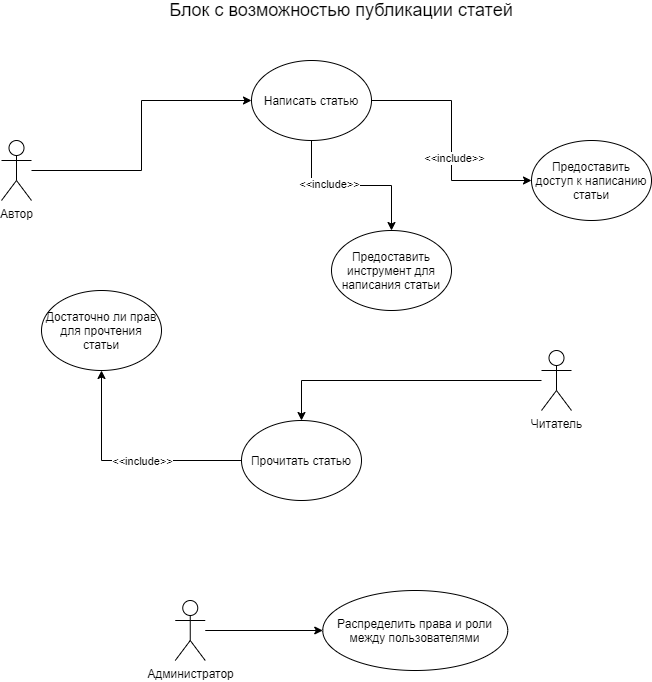 Блок с возможностью публикации статей
Написать статью
<<include>>
Предоставить
доступ к написанию
статьи
<<include>>
Автор
Предоставить
инструмент для
написания статьи
Достаточно ли прав
для прочтения
статьи
Читатель
<<include>>
Прочитать статью
Распределить права и роли
между пользователями
Администратор